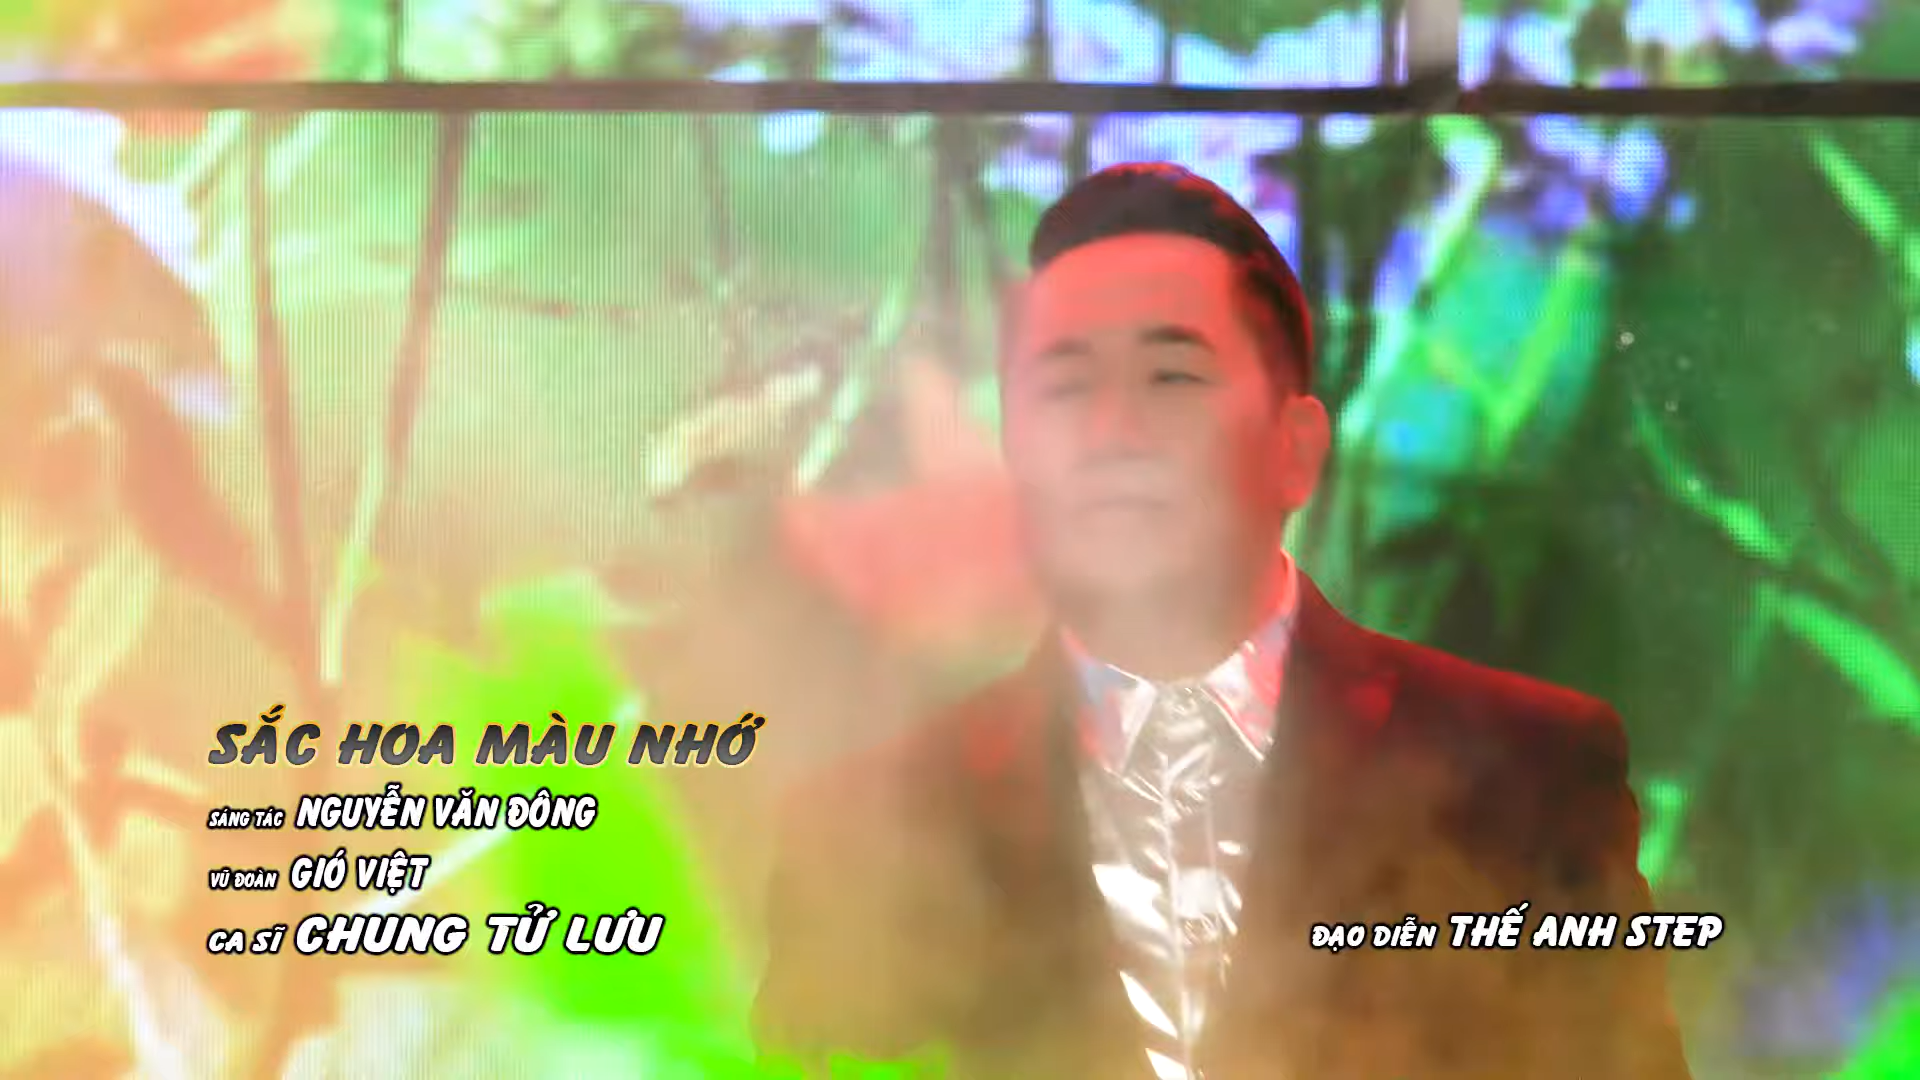 SẮC HOA MÀU NHỚ
SÁNG TÁC NGUYỄN VĂN ĐÔNG
VŨ ĐOÀN GIÓ VIỆT
CA SĨ CHUNG TỬ LƯU
ĐẠO DIỄN THẾ ANH STEP